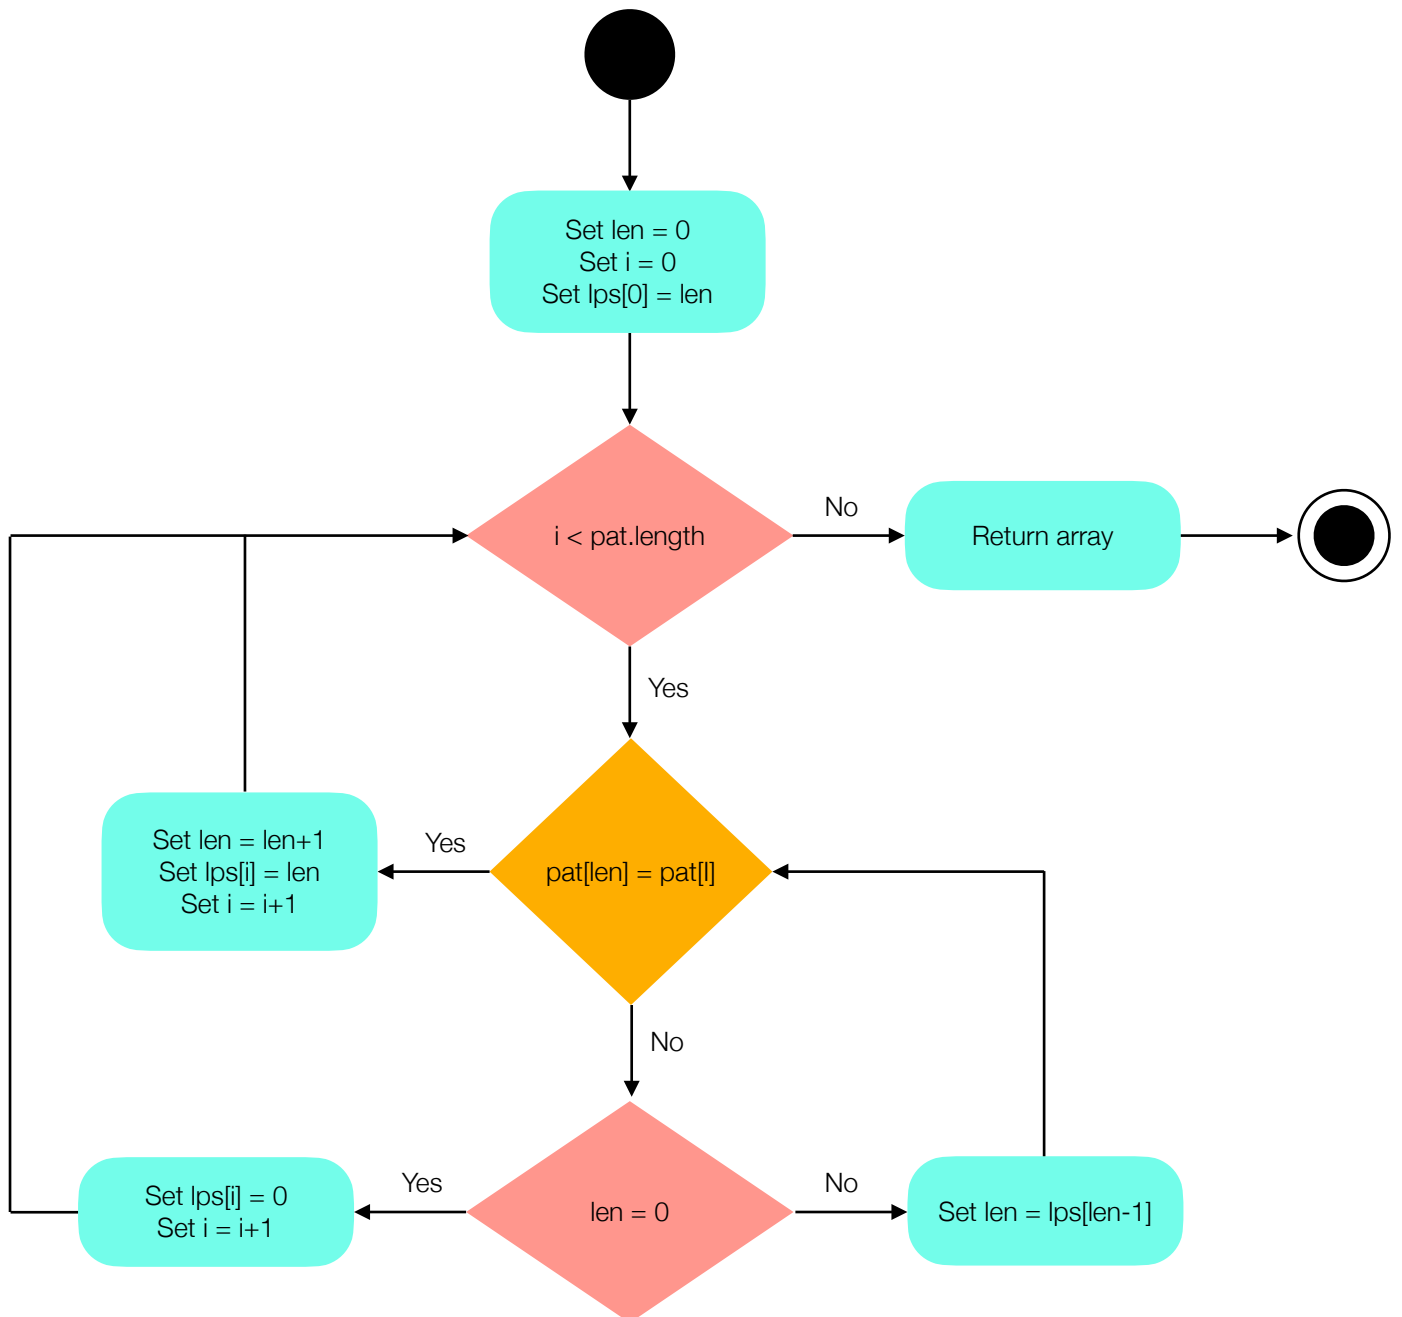 Set len = 0
Set i = 0
Set lps[0] = len
i < pat.length
No
Return array
Yes
Set len = len+1
Set lps[i] = len
Set i = i+1
Yes
pat[len] = pat[I]
No
Set lps[i] = 0
Set i = i+1
Yes
len = 0
No
Set len = lps[len-1]